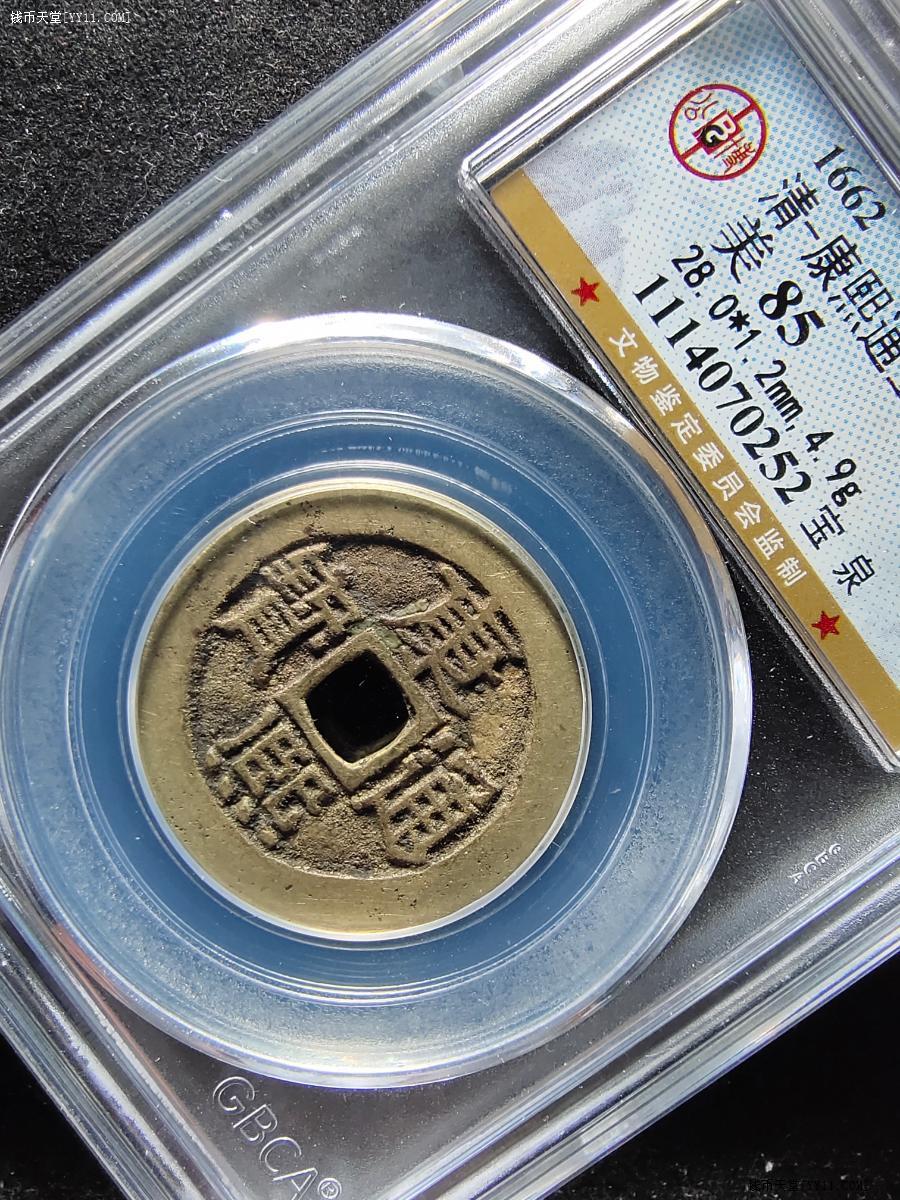 钱币天堂[YY11.COM]
1662
清-康熙通
美 85
28.0*1.2mm,4.9g
1114070252 宝 泉
★ 文物鉴定委员会监制 ★
康熙通寶
GBCA
GBCA®
钱币天堂[YY11.COM]